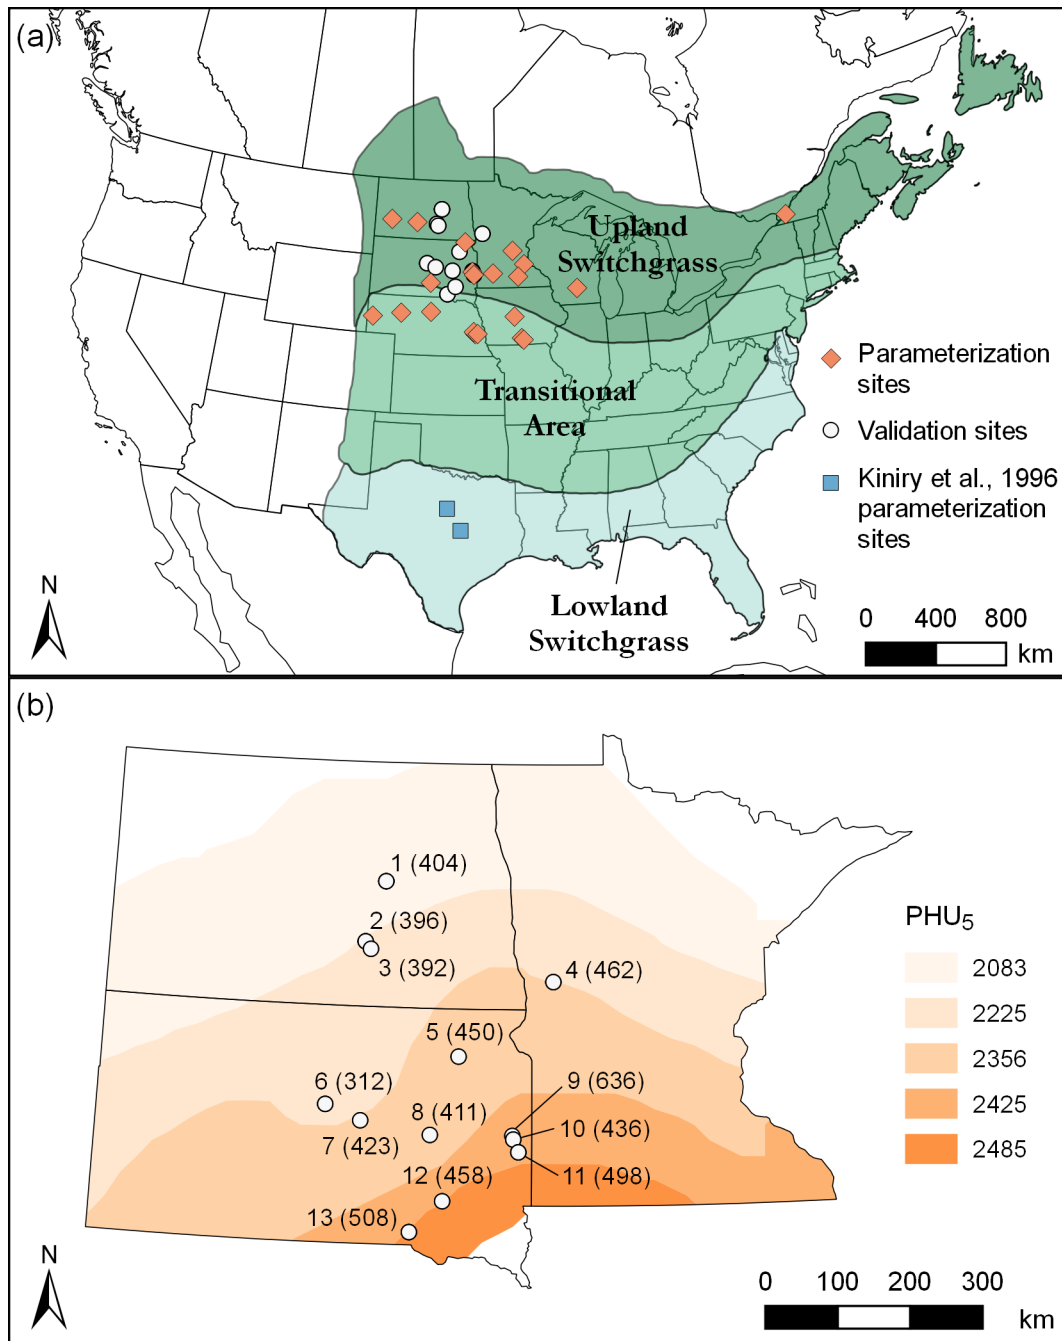 (a)
Upland
Switchgrass
Transitional
Area
Lowland
Switchgrass
Parameterization
sites
Validation sites
Kiniry et al., 1996
parameterization
sites
N
0 400 800
km
(b)
1 (404)
2 (396)
3 (392)
4 (462)
5 (450)
6 (312)
7 (423)
8 (411)
9 (636)
10 (436)
11 (498)
12 (458)
13 (508)
PHU5
2083
2225
2356
2425
2485
N
0 100 200 300
km